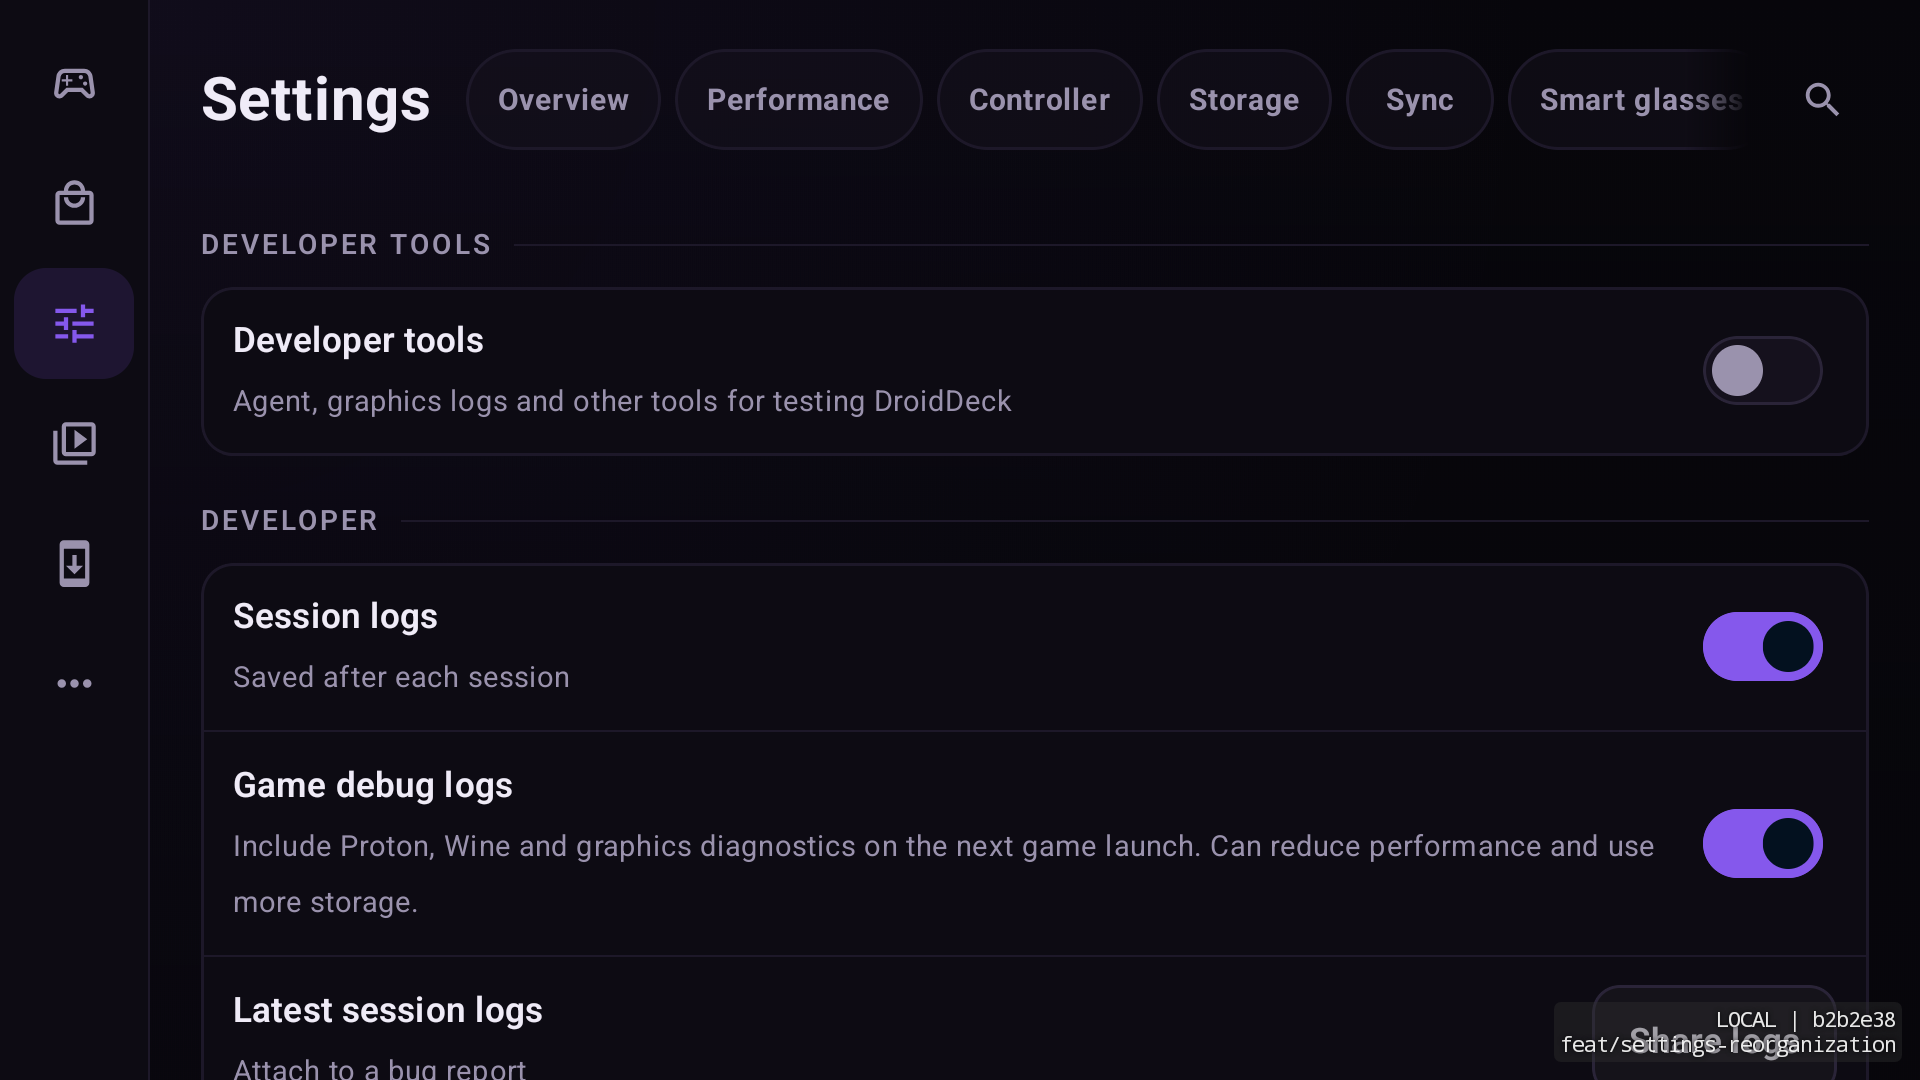 Settings
Overview
Performance
Controller
Storage
Sync
Smart glasses
DEVELOPER TOOLS
Developer tools
Agent, graphics logs and other tools for testing DroidDeck
DEVELOPER
Session logs
Saved after each session
Game debug logs
Include Proton, Wine and graphics diagnostics on the next game launch. Can reduce performance and use
more storage.
Latest session logs
Attach to a bug report
Share logs
LOCAL | b2b2e38
feat/settings-reorganization